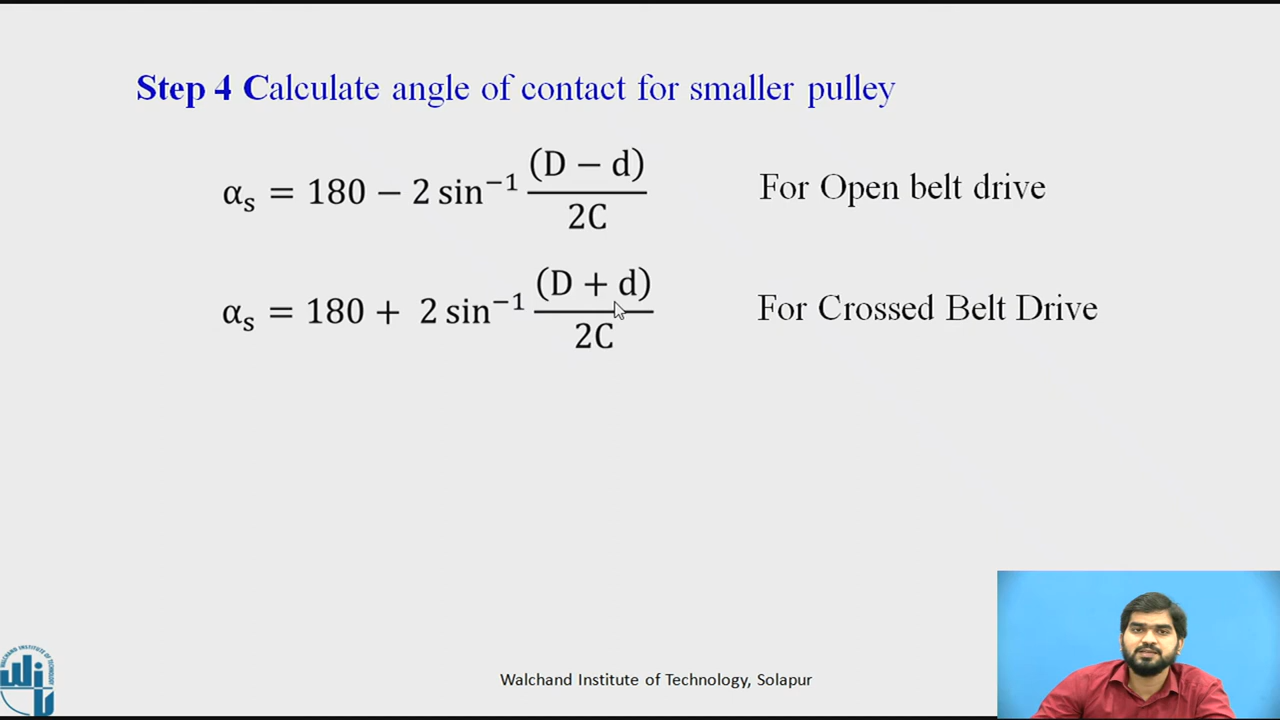 Step 4 Calculate angle of contact for smaller pulley
αₛ = 180 − 2 sin⁻¹ (D − d) / 2C For Open belt drive
αₛ = 180 + 2 sin⁻¹ (D + d) / 2C For Crossed Belt Drive
Walchand Institute of Technology, Solapur